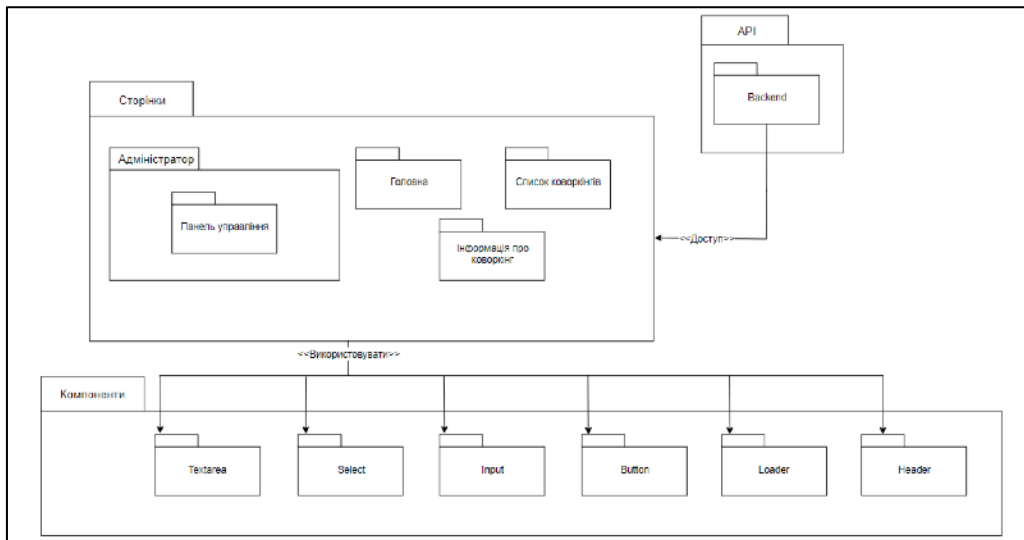 API
Backend
Сторінки
Адміністратор
Панель управління
Головна
Список коворкінгів
Інформація про
коворкінг
<<Доступ>>
<<Використовувати>>
Компоненти
Textarea
Select
Input
Button
Loader
Header